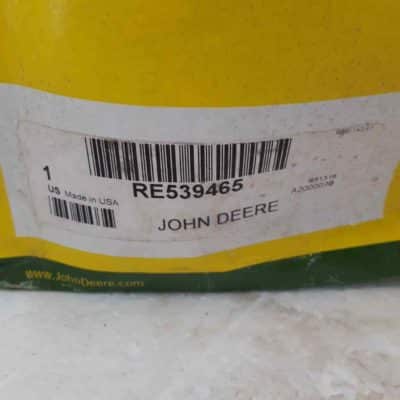 1
US Made in USA
RE539465
JOHN DEERE
www.JohnDeere.com